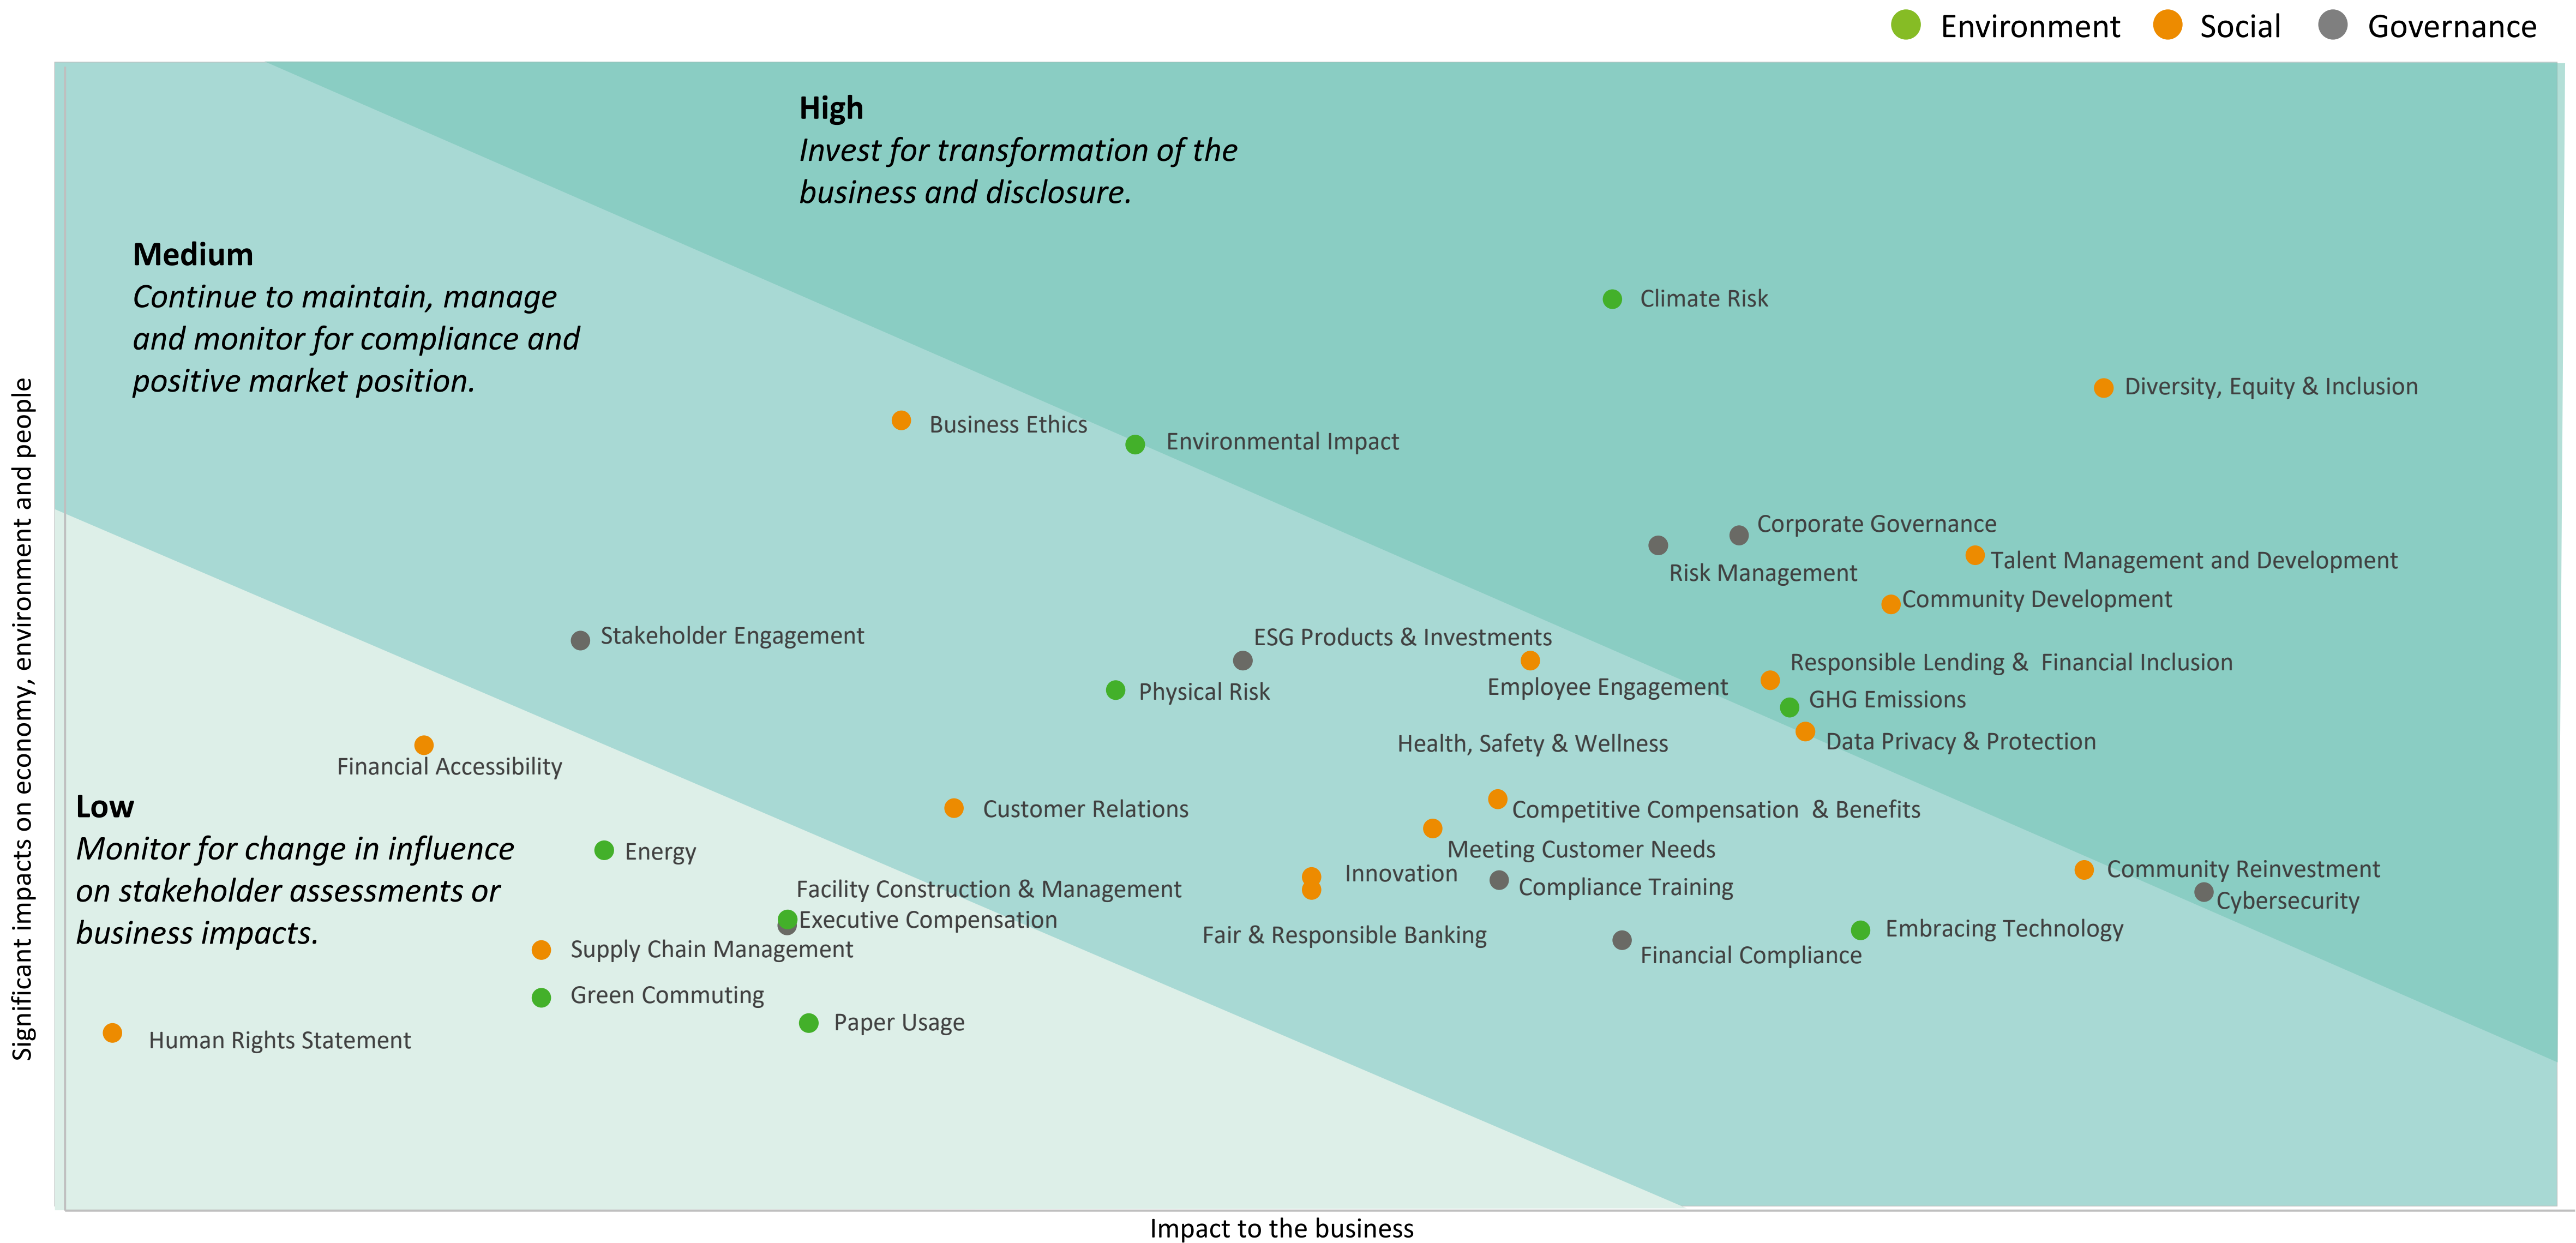 Environment
Social
Governance
High
Invest for transformation of the
business and disclosure.
Medium
Continue to maintain, manage
and monitor for compliance and
positive market position.
Climate Risk
Diversity, Equity & Inclusion
Business Ethics
Environmental Impact
Corporate Governance
Risk Management
Talent Management and Development
Community Development
Stakeholder Engagement
ESG Products & Investments
Physical Risk
Employee Engagement
Responsible Lending &  Financial Inclusion
GHG Emissions
Data Privacy & Protection
Health, Safety & Wellness
Financial Accessibility
Low
Monitor for change in influence
on stakeholder assessments or
business impacts.
Customer Relations
Competitive Compensation  & Benefits
Meeting Customer Needs
Energy
Innovation
Compliance Training
Community Reinvestment
Cybersecurity
Facility Construction & Management
Executive Compensation
Fair & Responsible Banking
Embracing Technology
Financial Compliance
Supply Chain Management
Green Commuting
Paper Usage
Human Rights Statement
Significant impacts on economy, environment and people
Impact to the business